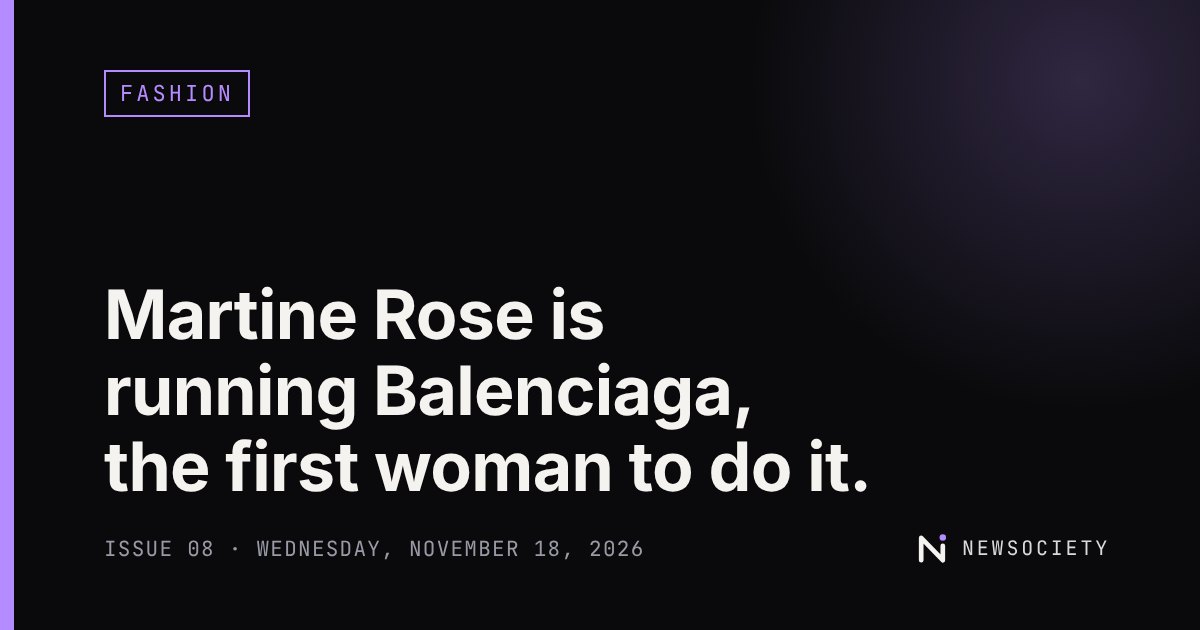 FASHION
Martine Rose is
running Balenciaga,
the first woman to do it.
ISSUE 08 · WEDNESDAY, NOVEMBER 18, 2026
NEWSOCIETY